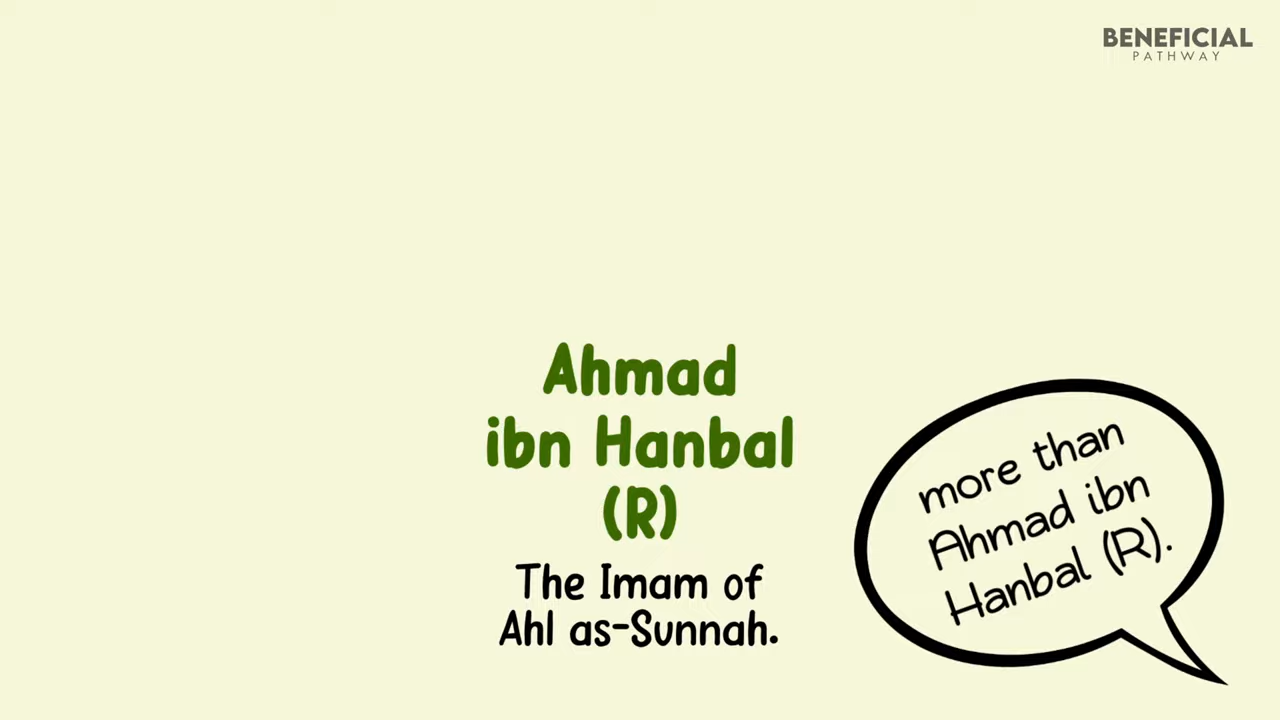 BENEFICIAL
PATHWAY
Ahmad
ibn Hanbal
(R)
The Imam of
Ahl as-Sunnah.
more than
Ahmad ibn
Hanbal (R).